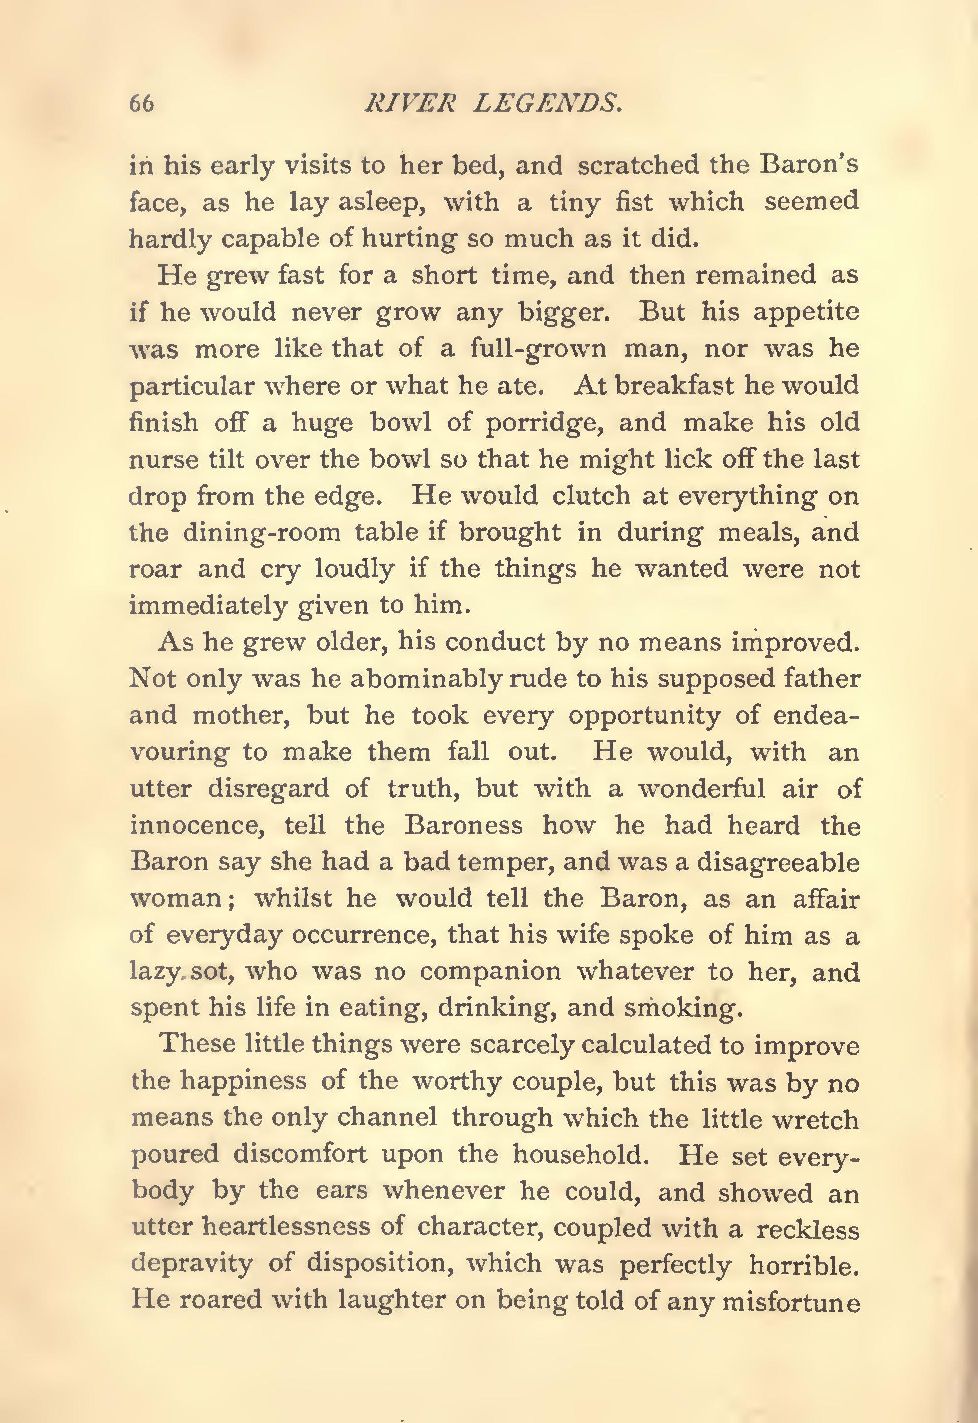 66 RIVER LEGENDS.
in his early visits to her bed, and scratched the Baron's
face, as he lay asleep, with a tiny fist which seemed
hardly capable of hurting so much as it did.
He grew fast for a short time, and then remained as
if he would never grow any bigger. But his appetite
was more like that of a full-grown man, nor was he
particular where or what he ate. At breakfast he would
finish off a huge bowl of porridge, and make his old
nurse tilt over the bowl so that he might lick off the last
drop from the edge. He would clutch at everything on
the dining-room table if brought in during meals, and
roar and cry loudly if the things he wanted were not
immediately given to him.
As he grew older, his conduct by no means improved.
Not only was he abominably rude to his supposed father
and mother, but he took every opportunity of endea-
vouring to make them fall out. He would, with an
utter disregard of truth, but with a wonderful air of
innocence, tell the Baroness how he had heard the
Baron say she had a bad temper, and was a disagreeable
woman; whilst he would tell the Baron, as an affair
of everyday occurrence, that his wife spoke of him as a
lazy sot, who was no companion whatever to her, and
spent his life in eating, drinking, and smoking.
These little things were scarcely calculated to improve
the happiness of the worthy couple, but this was by no
means the only channel through which the little wretch
poured discomfort upon the household. He set every-
body by the ears whenever he could, and showed an
utter heartlessness of character, coupled with a reckless
depravity of disposition, which was perfectly horrible.
He roared with laughter on being told of any misfortune